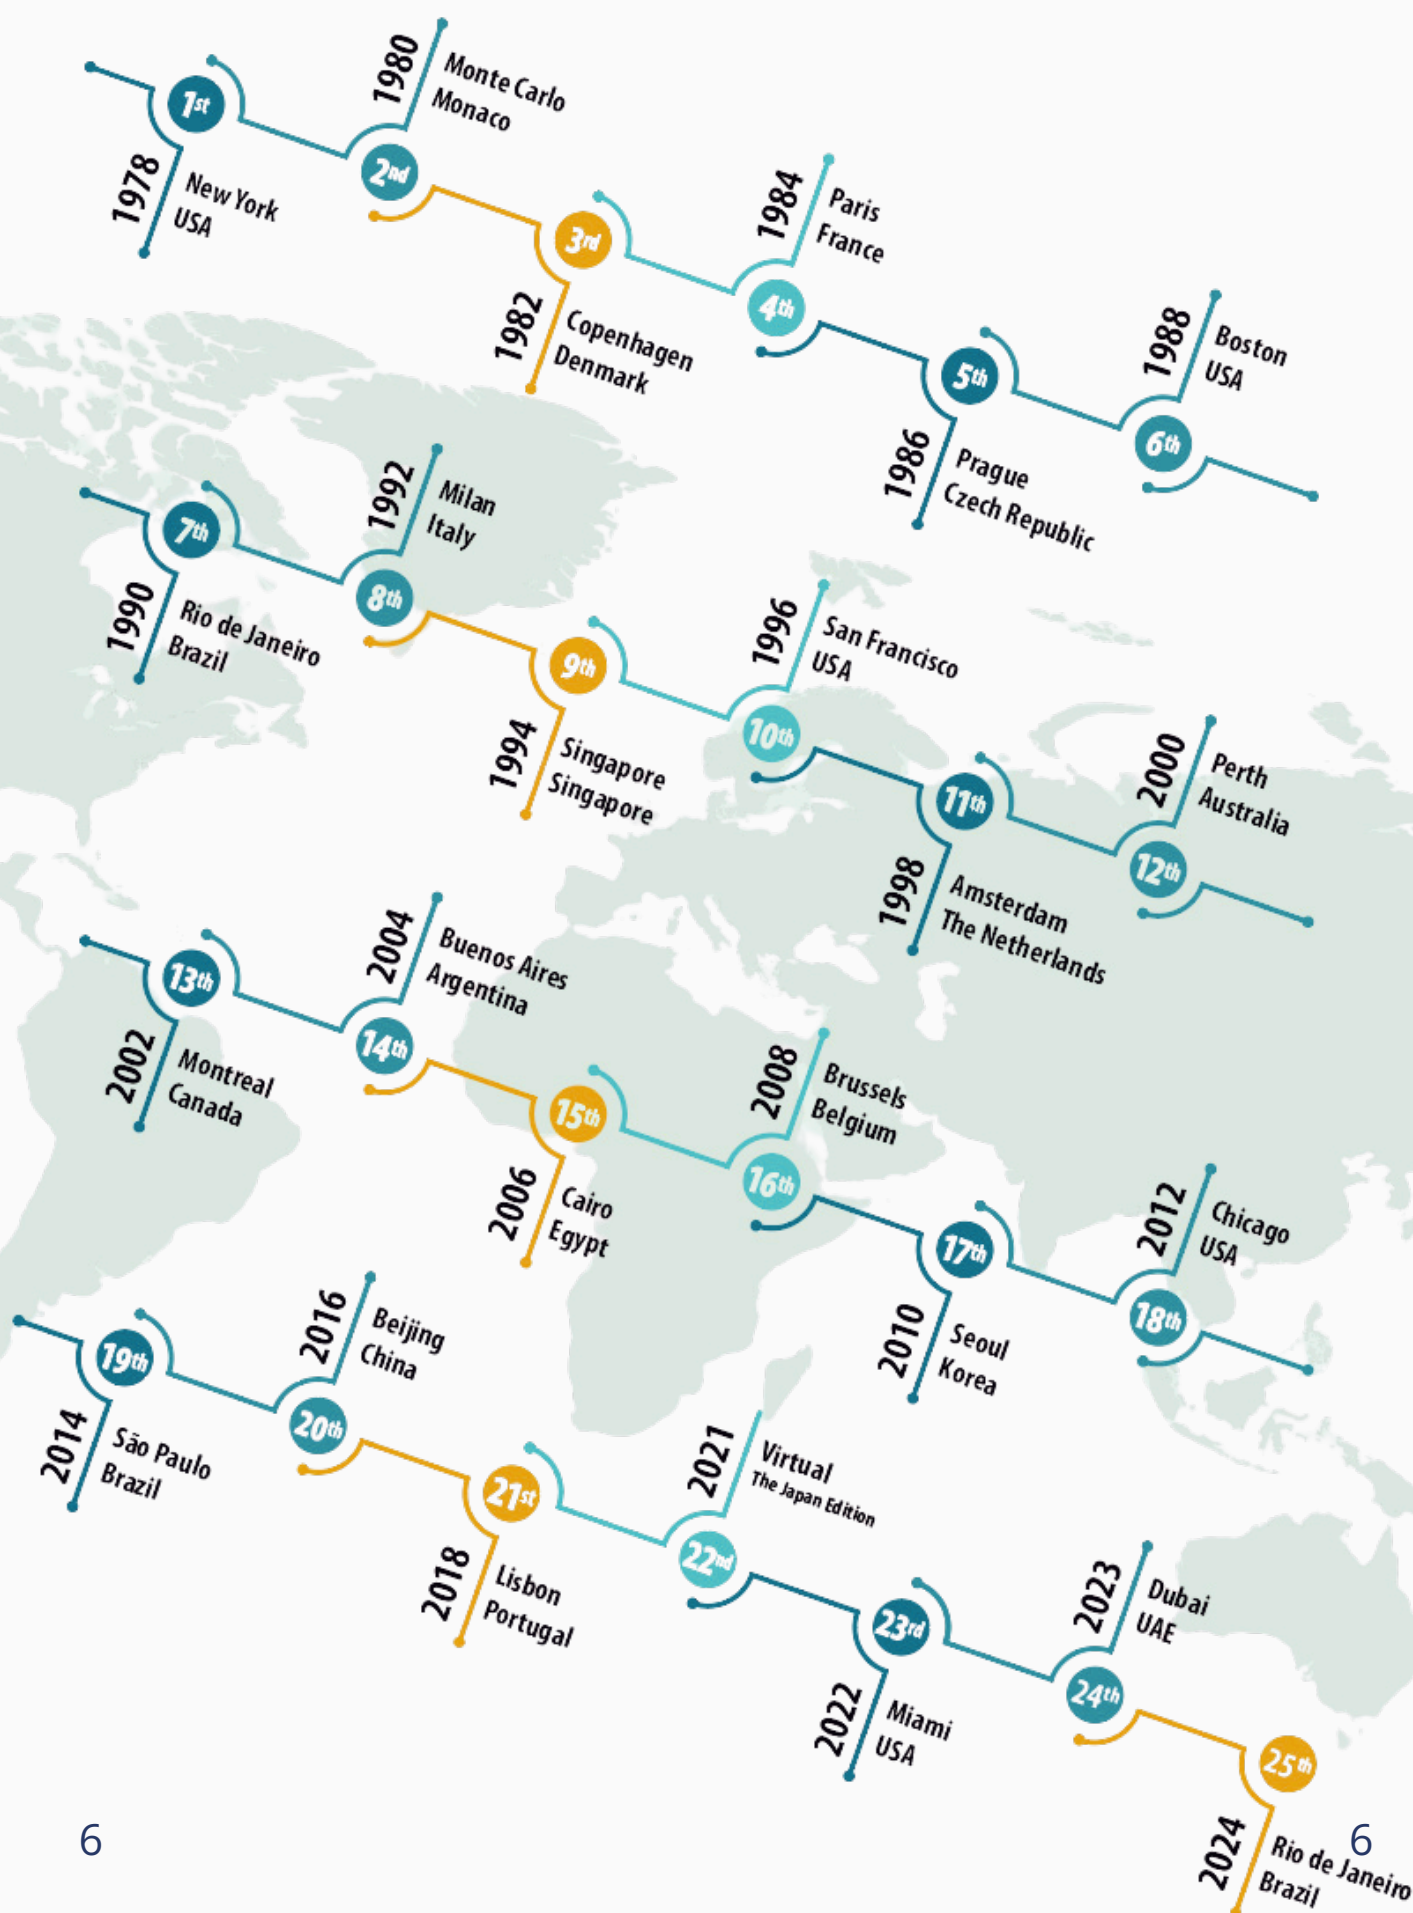 1st
1978
New York
USA
2nd
1980
Monte Carlo
Monaco
3rd
1982
Copenhagen
Denmark
4th
1984
Paris
France
5th
1986
Prague
Czech Republic
6th
1988
Boston
USA
7th
1990
Rio de Janeiro
Brazil
8th
1992
Milan
Italy
9th
1994
Singapore
Singapore
10th
1996
San Francisco
USA
11th
1998
Amsterdam
The Netherlands
12th
2000
Perth
Australia
13th
2002
Montreal
Canada
14th
2004
Buenos Aires
Argentina
15th
2006
Cairo
Egypt
16th
2008
Brussels
Belgium
17th
2010
Seoul
Korea
18th
2012
Chicago
USA
19th
2014
São Paulo
Brazil
20th
2016
Beijing
China
21st
2018
Lisbon
Portugal
22nd
2021
Virtual
The Japan Edition
23rd
2022
Miami
USA
24th
2023
Dubai
UAE
25th
2024
Rio de Janeiro
Brazil
6
6